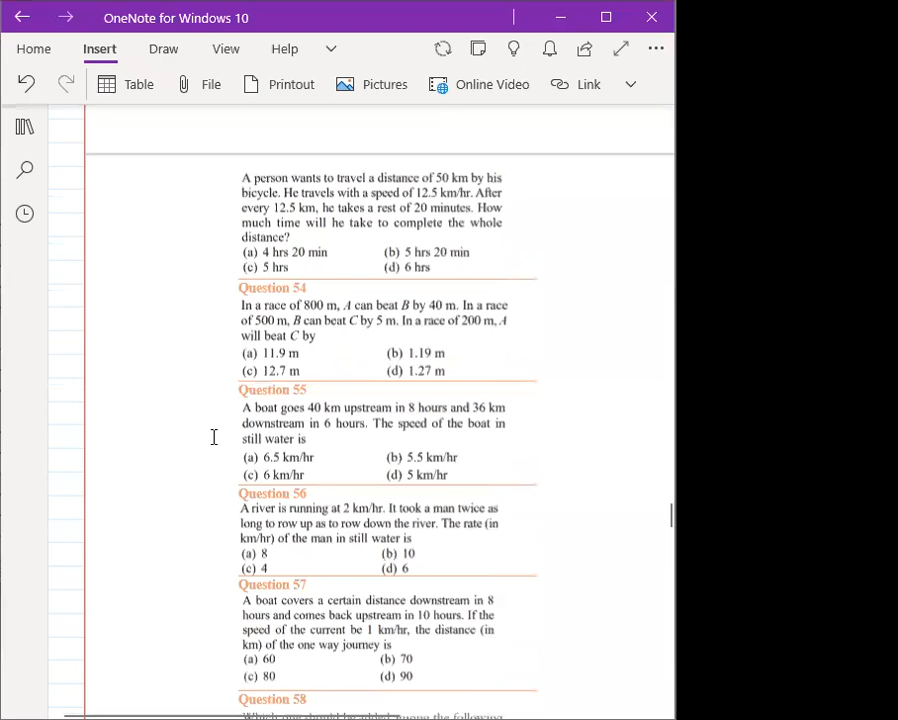 OneNote for Windows 10
Home Insert Draw View Help
Table File Printout Pictures Online Video Link
A person wants to travel a distance of 50 km by his
bicycle. He travels with a speed of 12.5 km/hr. After
every 12.5 km, he takes a rest of 20 minutes. How
much time will he take to complete the whole
distance?
(a) 4 hrs 20 min (b) 5 hrs 20 min
(c) 5 hrs (d) 6 hrs
Question 54
In a race of 800 m, A can beat B by 40 m. In a race
of 500 m, B can beat C by 5 m. In a race of 200 m, A
will beat C by
(a) 11.9 m (b) 1.19 m
(c) 12.7 m (d) 1.27 m
Question 55
A boat goes 40 km upstream in 8 hours and 36 km
downstream in 6 hours. The speed of the boat in
still water is
(a) 6.5 km/hr (b) 5.5 km/hr
(c) 6 km/hr (d) 5 km/hr
Question 56
A river is running at 2 km/hr. It took a man twice as
long to row up as to row down the river. The rate (in
km/hr) of the man in still water is
(a) 8 (b) 10
(c) 4 (d) 6
Question 57
A boat covers a certain distance downstream in 8
hours and comes back upstream in 10 hours. If the
speed of the current be 1 km/hr, the distance (in
km) of the one way journey is
(a) 60 (b) 70
(c) 80 (d) 90
Question 58
Which one should be added among the following